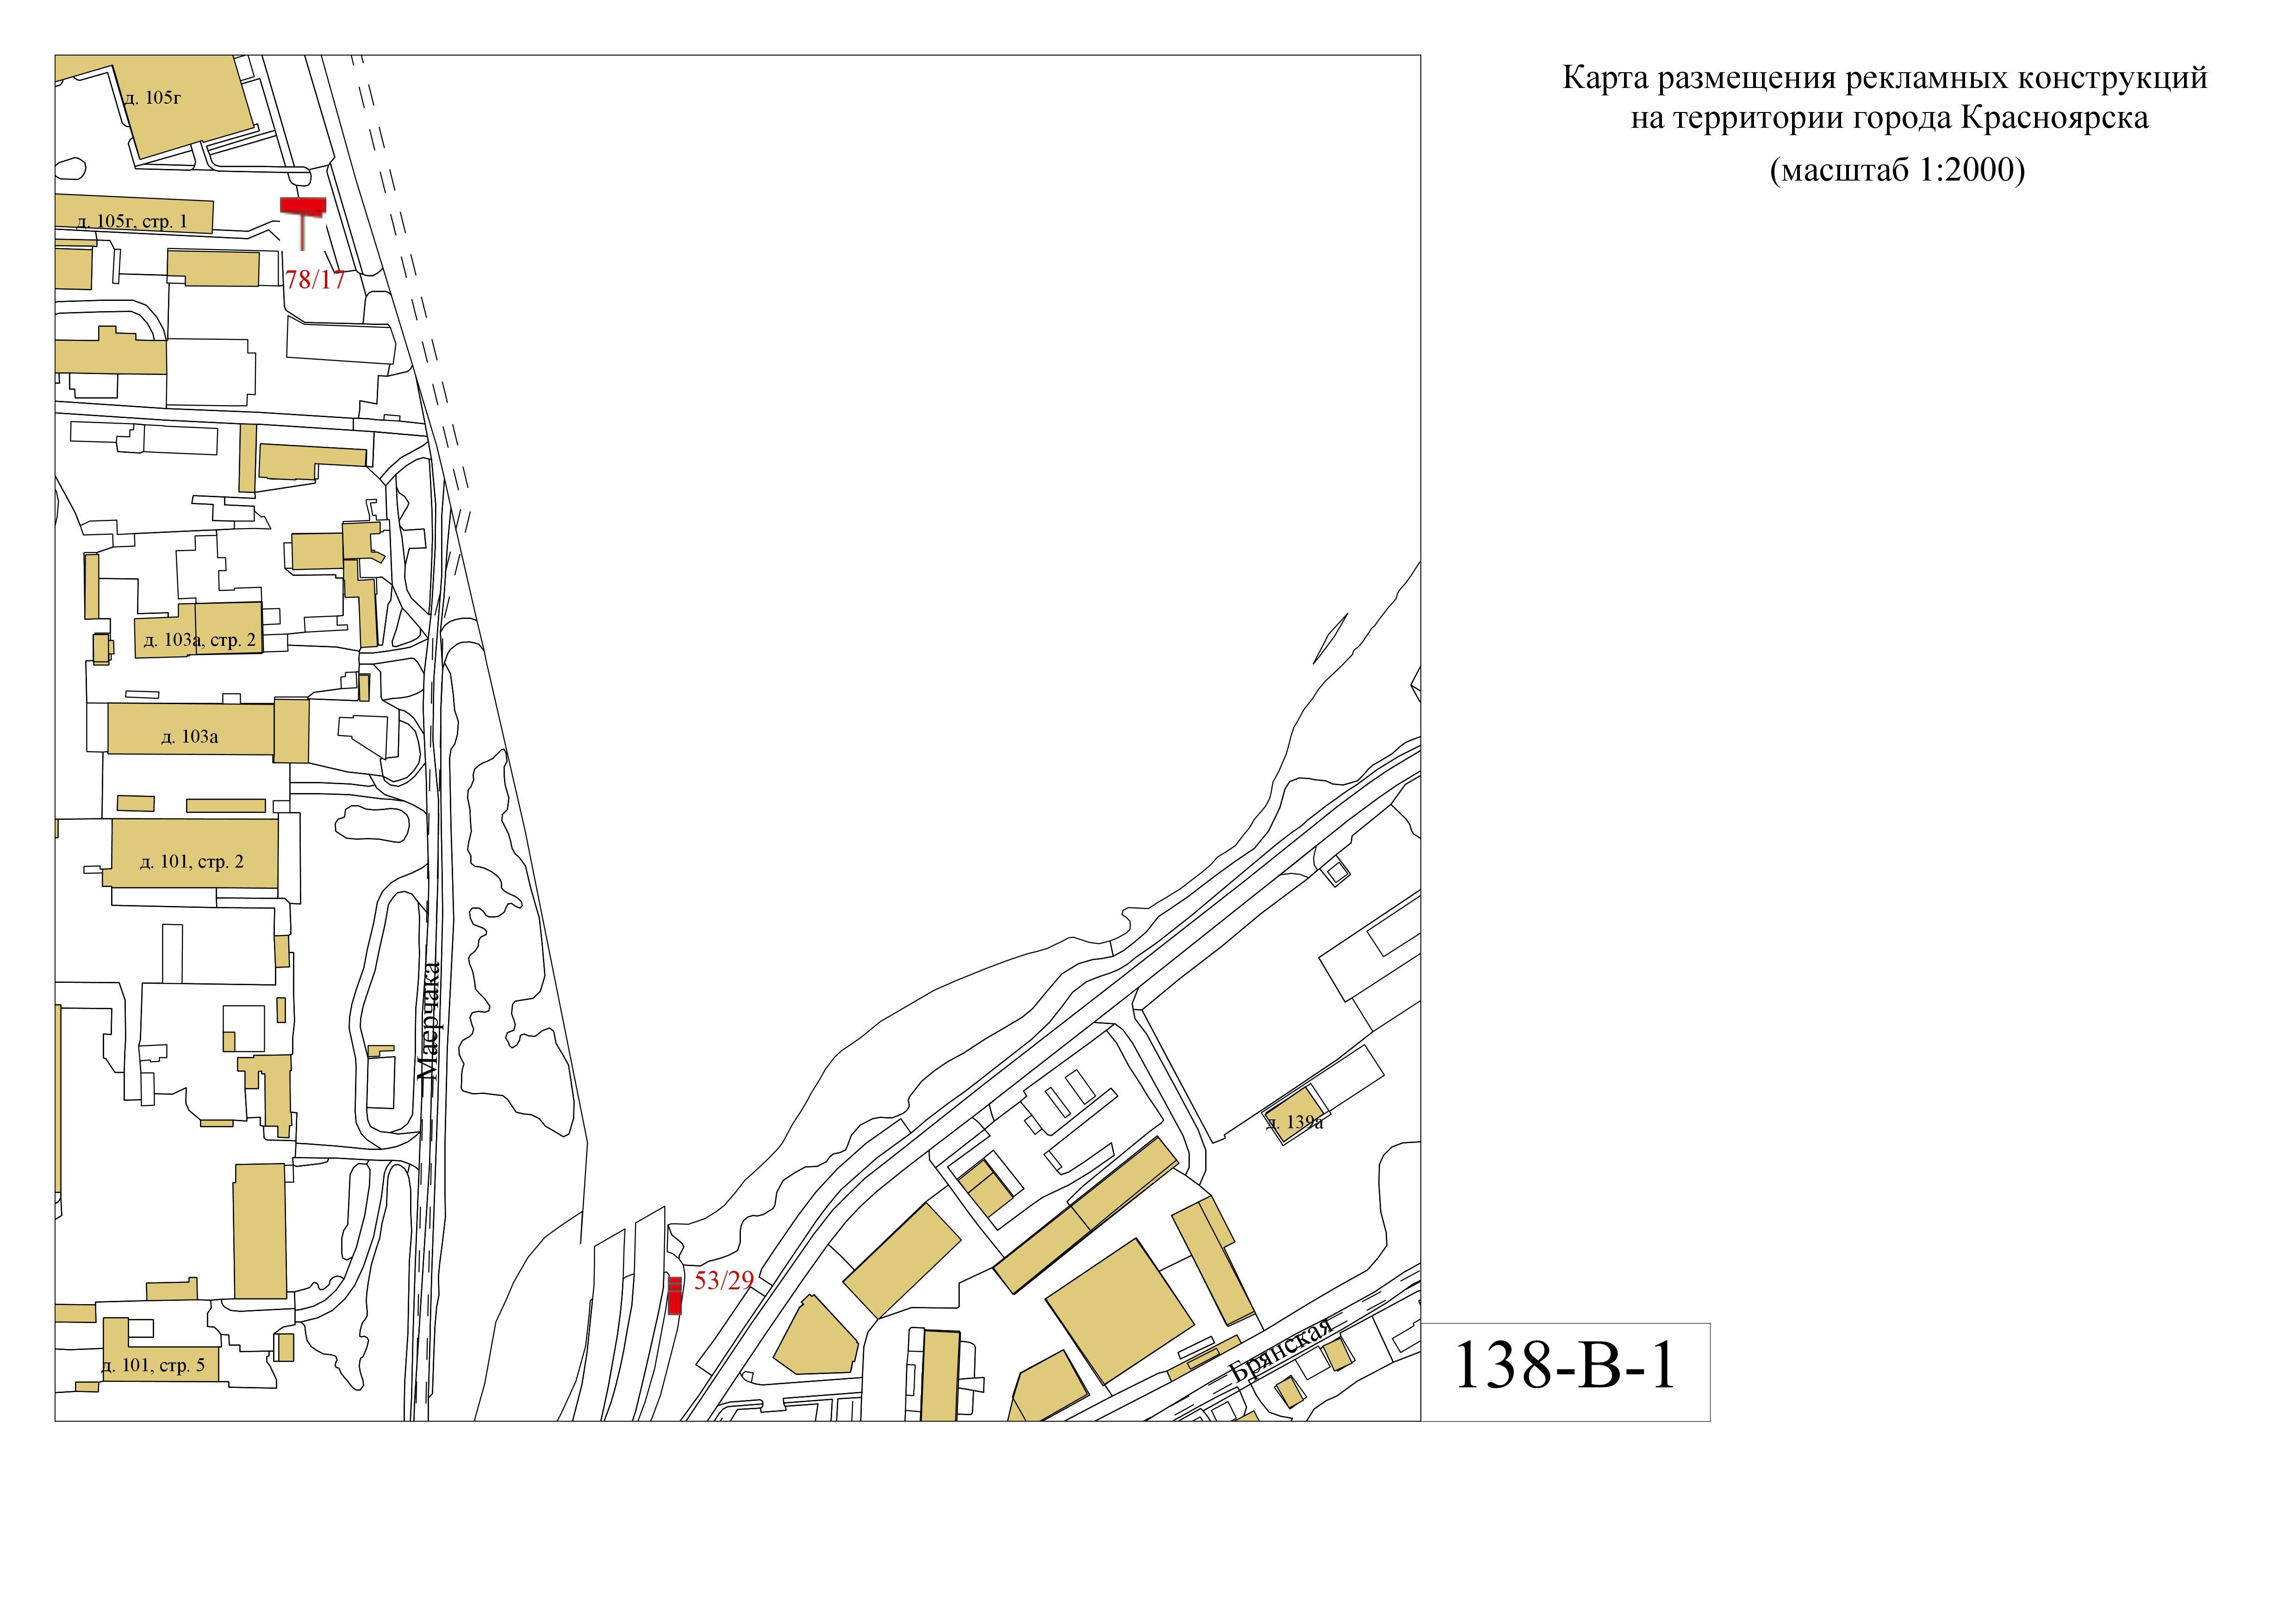 Карта размещения рекламных конструкций
на территории города Красноярска
(масштаб 1:2000)
д. 105г
д. 105г, стр. 1
78/17
д. 103а, стр. 2
д. 103а
д. 101, стр. 2
Маерчака
д. 139а
53/29
Брянская
д. 101, стр. 5
138-В-1